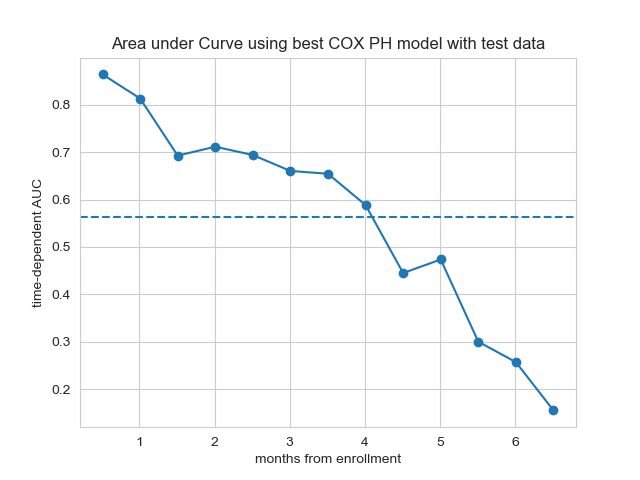 Area under Curve using best COX PH model with test data
time-dependent AUC
0.8
0.7
0.6
0.5
0.4
0.3
0.2
1 2 3 4 5 6
months from enrollment